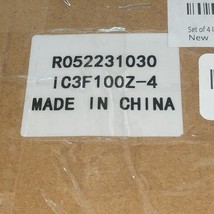 Set of 4 l
New
R052231030
IC3F100Z-4
MADE IN CHINA